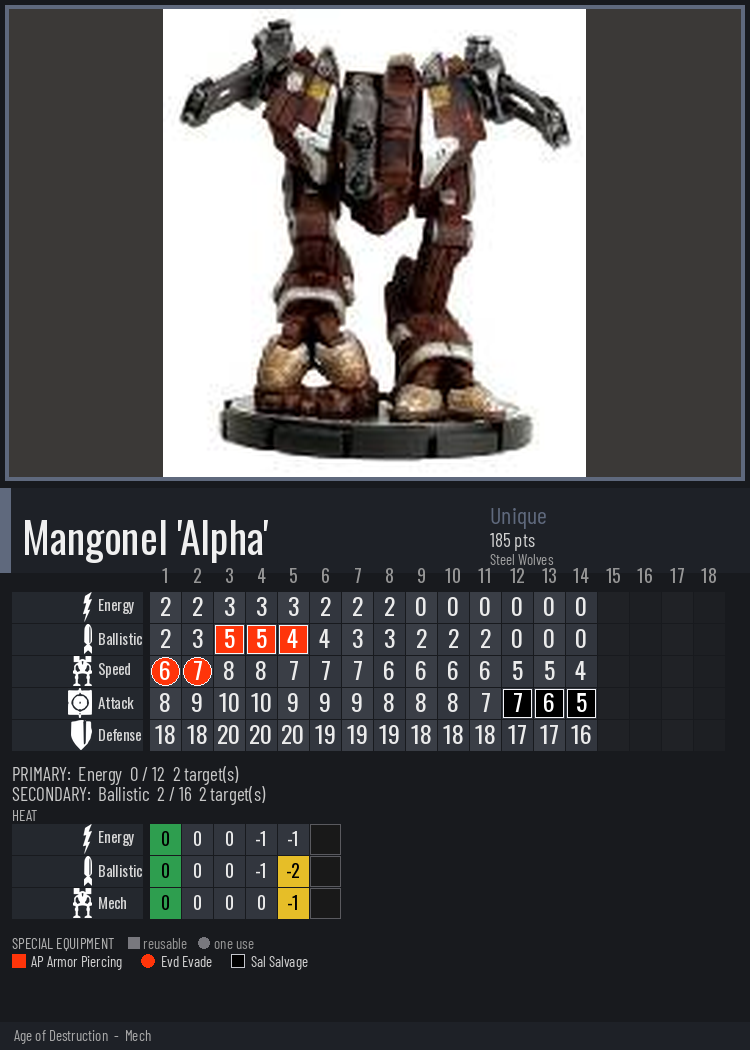 Mangonel 'Alpha'
Unique
185 pts
Steel Wolves
1 2 3 4 5 6 7 8 9 10 11 12 13 14 15 16 17 18
Energy 2 2 3 3 3 2 2 2 0 0 0 0 0 0
Ballistic 2 3 5 5 4 4 3 3 2 2 2 0 0 0
Speed 6 7 8 8 7 7 7 6 6 6 6 5 5 4
Attack 8 9 10 10 9 9 9 8 8 8 7 7 6 5
Defense 18 18 20 20 20 19 19 19 18 18 18 17 17 16
PRIMARY: Energy 0 / 12 2 target(s)
SECONDARY: Ballistic 2 / 16 2 target(s)
HEAT
Energy 0 0 0 -1 -1
Ballistic 0 0 0 -1 -2
Mech 0 0 0 0 -1
SPECIAL EQUIPMENT reusable one use
AP Armor Piercing Evd Evade Sal Salvage
Age of Destruction - Mech